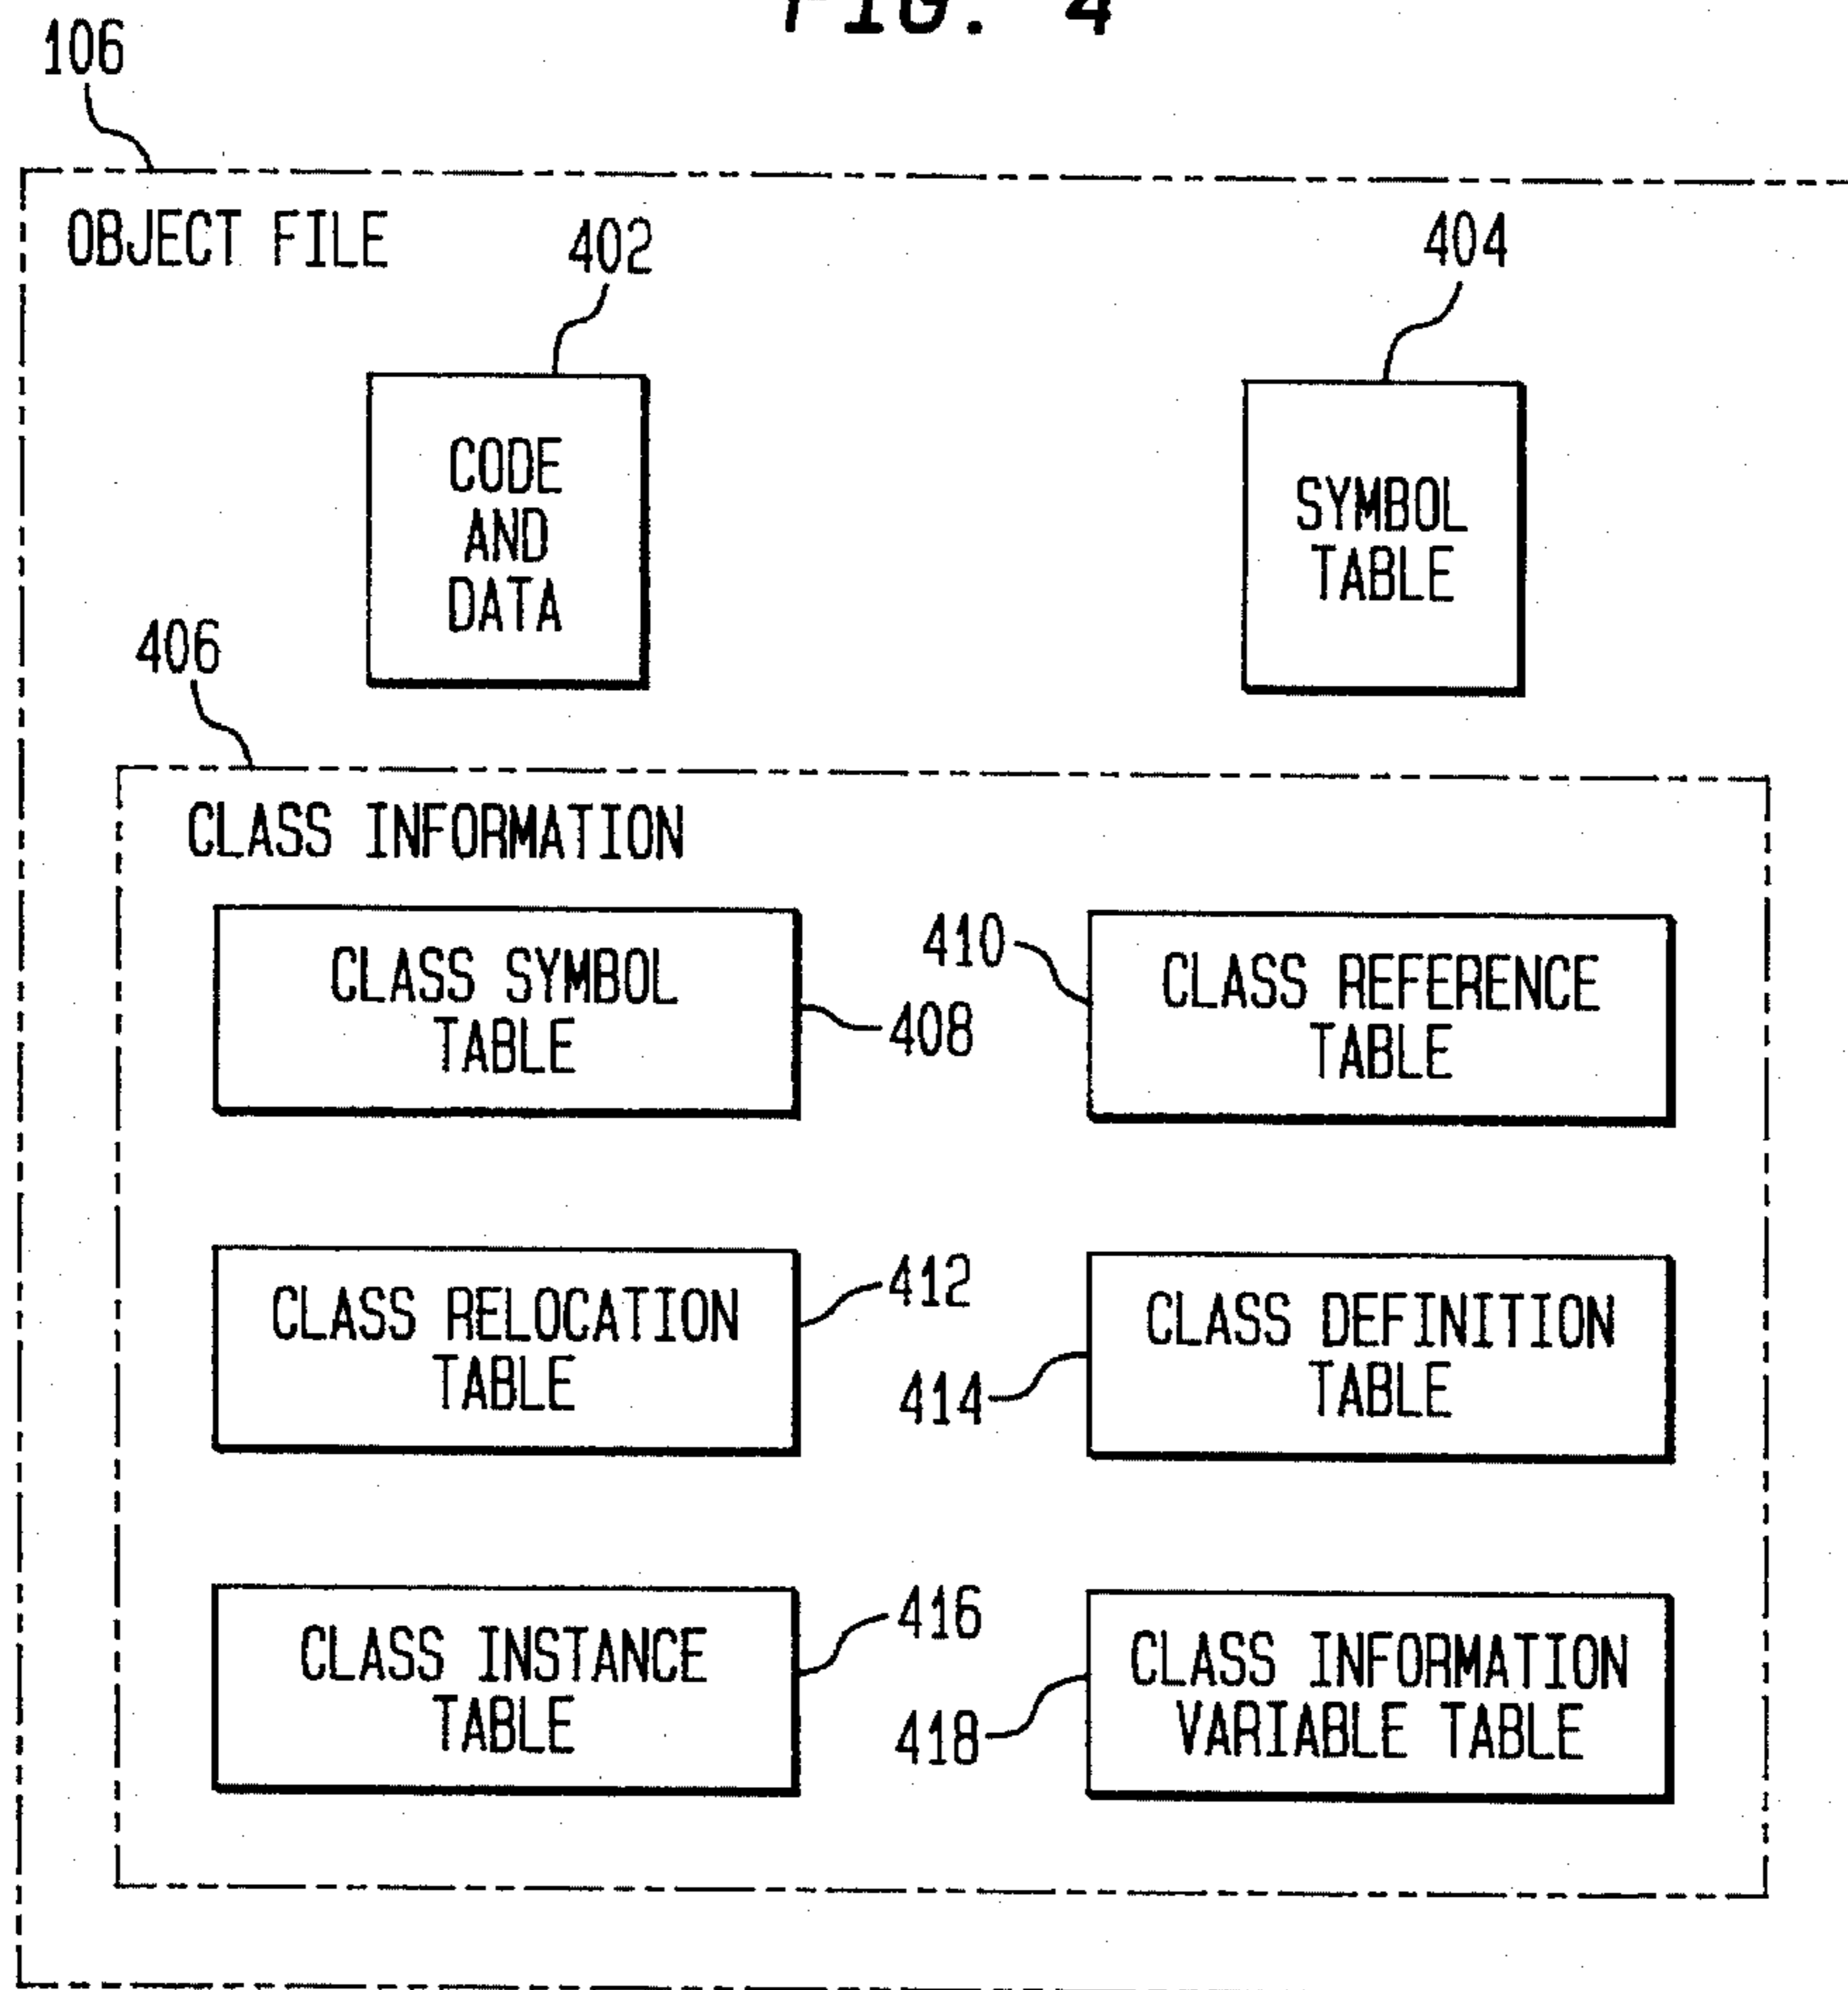 FIG. 4
106
OBJECT FILE
402
404
CODE
AND
DATA
SYMBOL
TABLE
406
CLASS INFORMATION
CLASS SYMBOL
TABLE
408
410
CLASS REFERENCE
TABLE
CLASS RELOCATION
TABLE
412
414
CLASS DEFINITION
TABLE
CLASS INSTANCE
TABLE
416
418
CLASS INFORMATION
VARIABLE TABLE